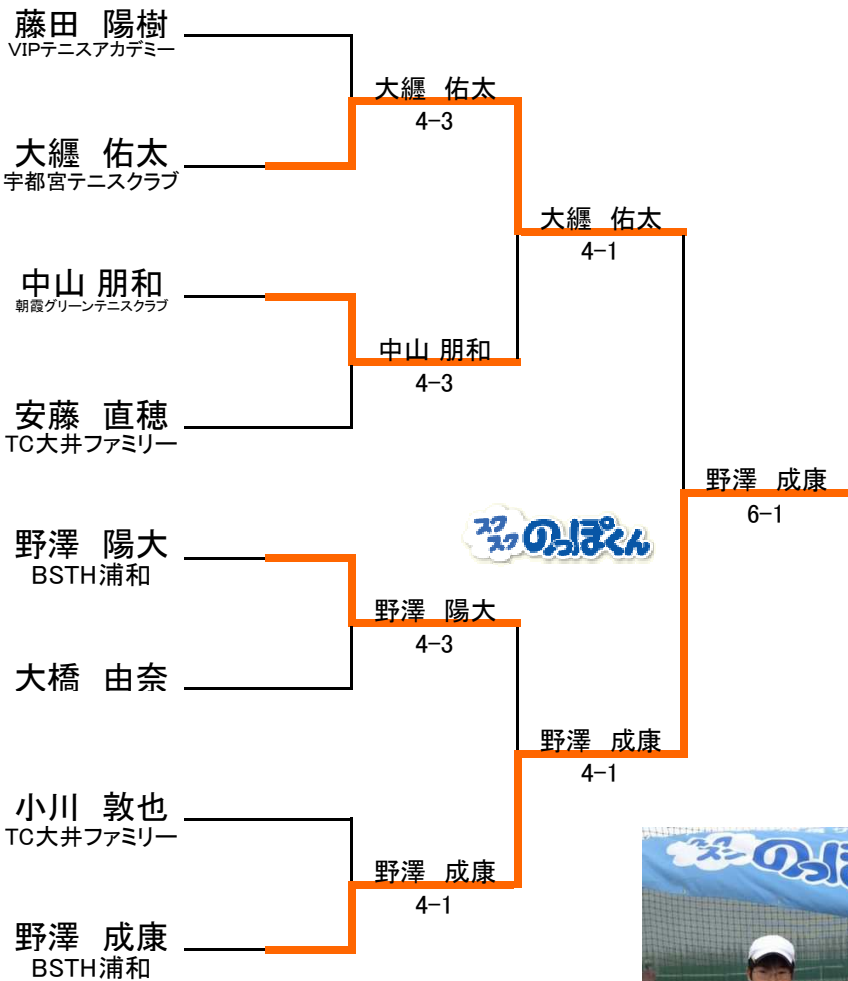 藤田 陽樹
VIPテニスアカデミー
大纒 佑太
4-3
大纒 佑太
宇都宮テニスクラブ
大纒 佑太
4-1
中山 朋和
朝霞グリーンテニスクラブ
中山 朋和
4-3
安藤 直穂
TC大井ファミリー
野澤 成康
6-1
スクスクのっぽくん
野澤 陽大
BSTH浦和
野澤 陽大
4-3
大橋 由奈
野澤 成康
4-1
小川 敦也
TC大井ファミリー
野澤 成康
4-1
野澤 成康
BSTH浦和